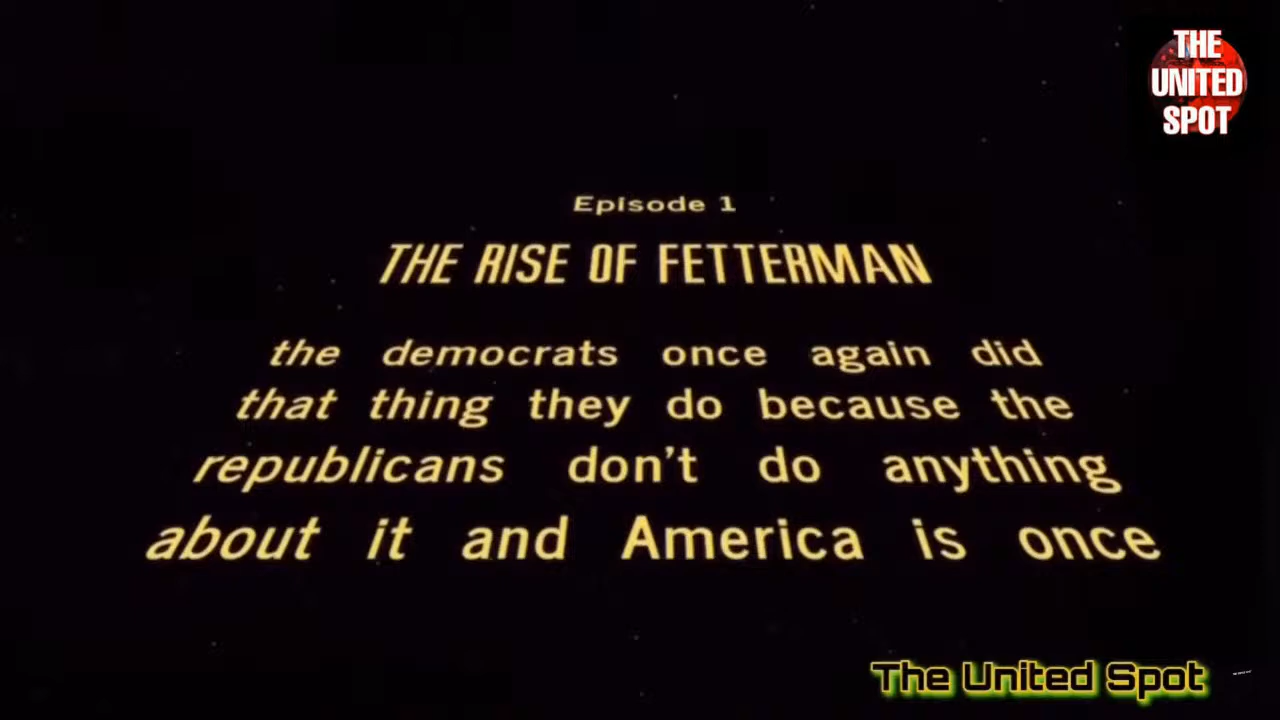 THE
UNITED
SPOT
Episode 1
THE RISE OF FETTERMAN
the democrats once again did
that thing they do because the
republicans don't do anything
about it and America is once
The United Spot